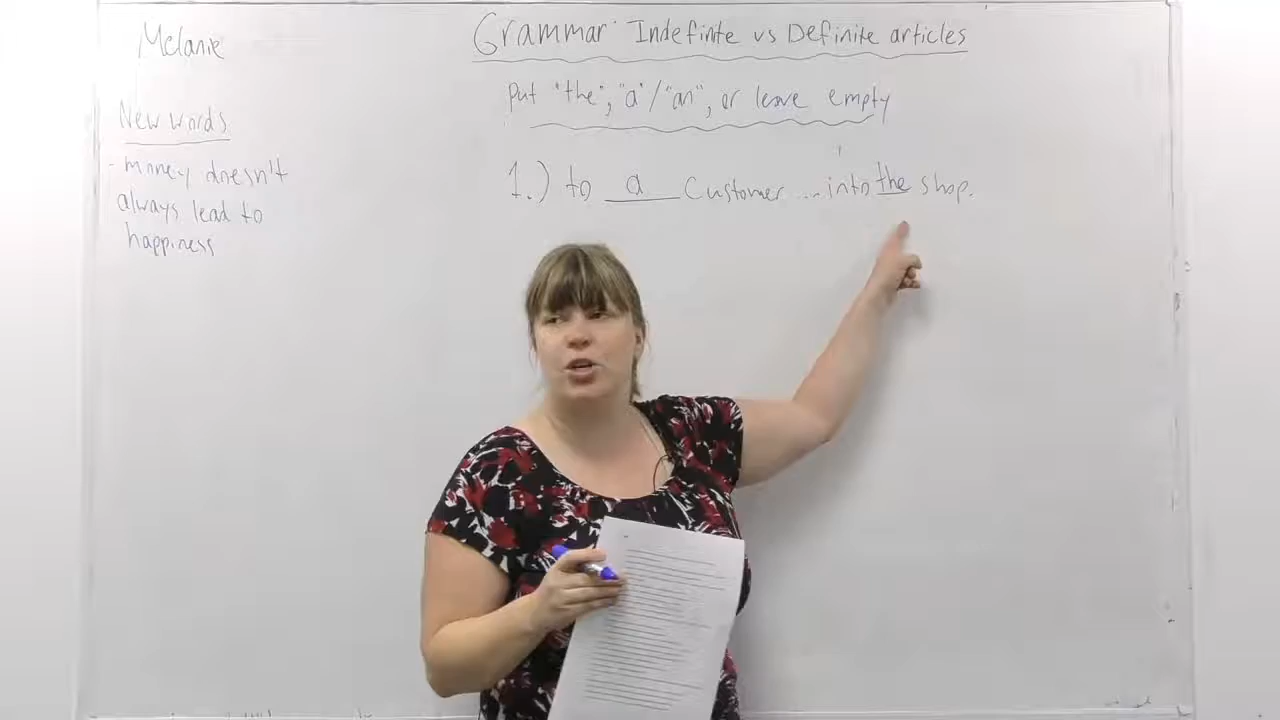 Melanie
Grammar: Indefinite vs Definite articles
put "the", "a"/"an", or leave empty
New words
- money doesn't
always lead to
happiness
1.) to a customer .... into the shop.